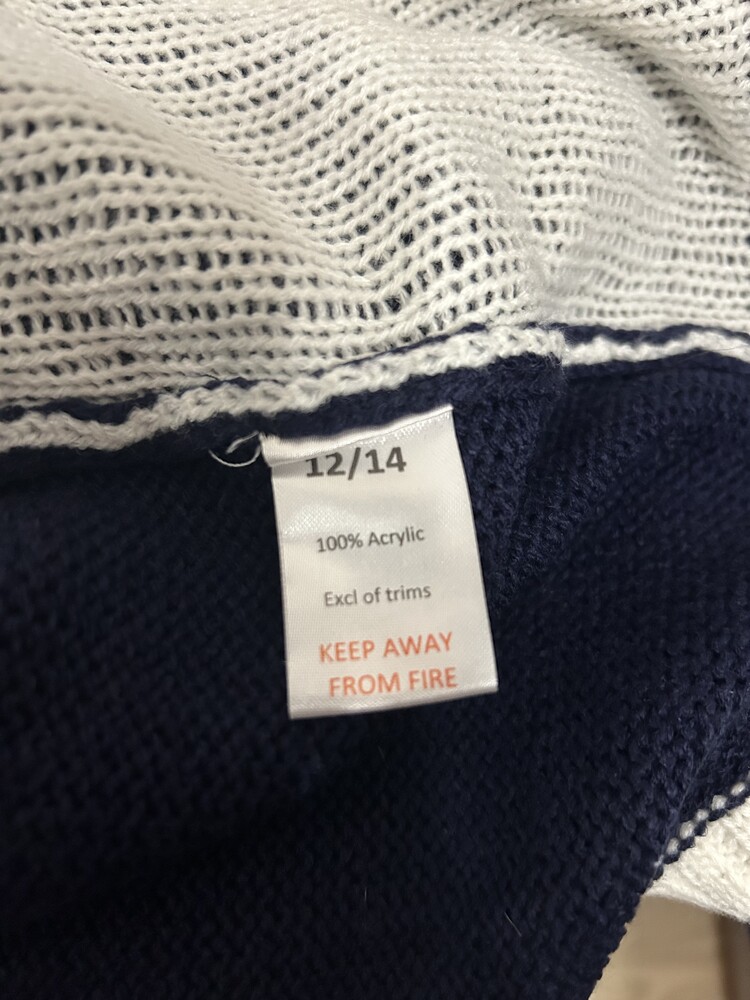 12/14
100% Acrylic
Excl of trims
KEEP AWAY
FROM FIRE